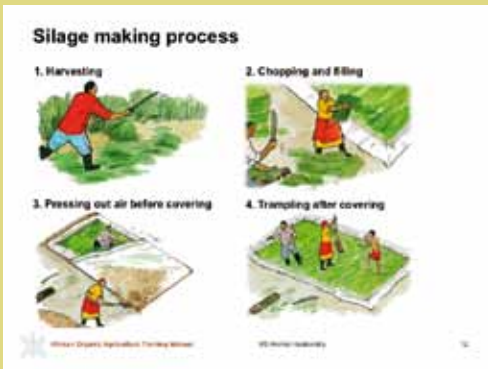 Silage making process
1. Harvesting
2. Chopping and filling
3. Pressing out air before covering
4. Trampling after covering
African Organic Agriculture Training Manual